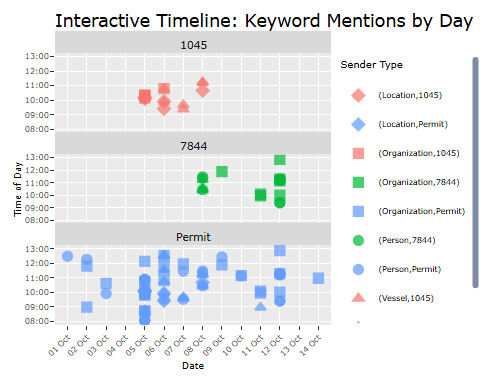 Interactive Timeline: Keyword Mentions by Day
1045
13:00
12:00
11:00
10:00
09:00
08:00
7844
13:00
12:00
11:00
10:00
09:00
08:00
Permit
13:00
12:00
11:00
10:00
09:00
08:00
Time of Day
01 Oct
02 Oct
03 Oct
04 Oct
05 Oct
06 Oct
07 Oct
08 Oct
09 Oct
10 Oct
11 Oct
12 Oct
13 Oct
14 Oct
Date
Sender Type
(Location,1045)
(Location,Permit)
(Organization,1045)
(Organization,7844)
(Organization,Permit)
(Person,7844)
(Person,Permit)
(Vessel,1045)